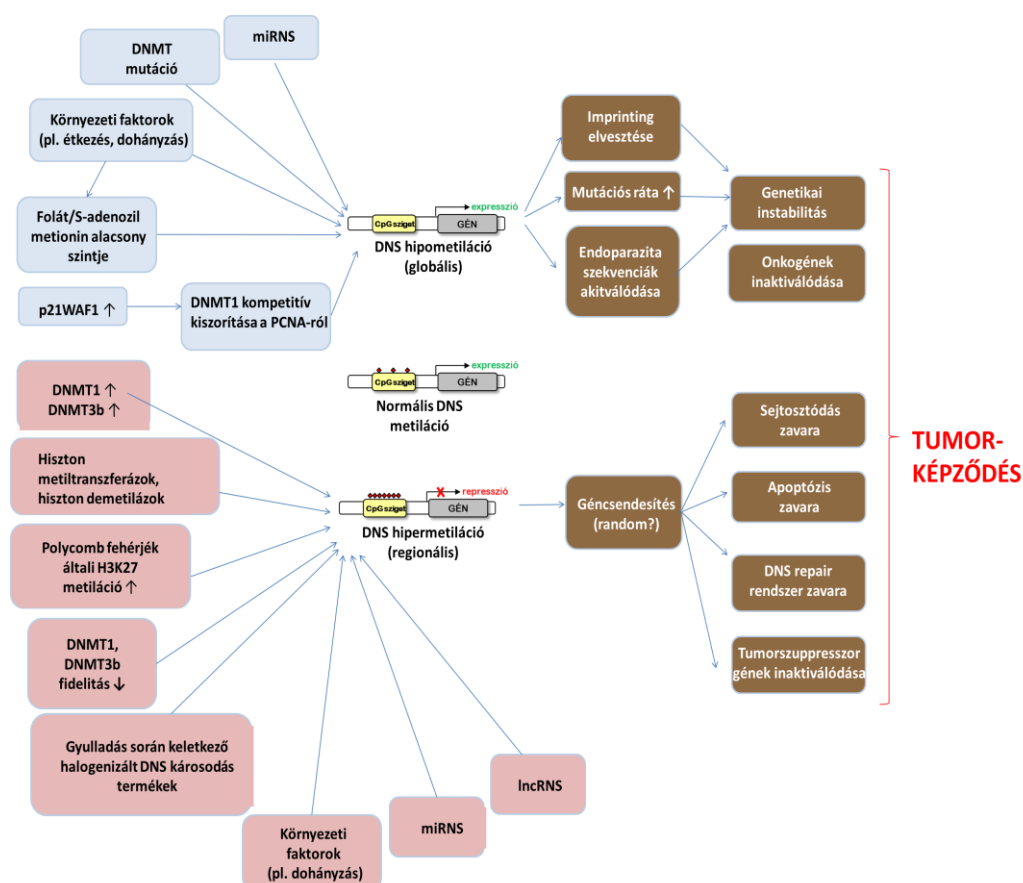 miRNS
DNMT
mutáció
Környezeti faktorok
(pl. étkezés, dohányzás)
Folát/S-adenozil
metionin alacsony
szintje
p21WAF1 ↑
DNMT1 kompetitív
kiszorítása a PCNA-ról
expresszió
CpG sziget
GÉN
DNS hipometiláció
(globális)
Imprinting
elvesztése
Mutációs ráta ↑
Endoparazita
szekvenciák
akitválódása
Genetikai
instabilitás
Onkogének
inaktiválódása
expresszió
CpG sziget
GÉN
Normális DNS
metiláció
DNMT1 ↑
DNMT3b ↑
Hiszton
metiltranszferázok,
hiszton demetilázok
Polycomb fehérjék
általi H3K27
metiláció ↑
DNMT1,
DNMT3b
fidelitás ↓
Gyulladás során keletkező
halogenizált DNS károsodás
termékek
Környezeti
faktorok
(pl. dohányzás)
miRNS
lncRNS
represszió
CpG sziget
GÉN
DNS hipermetiláció
(regionális)
Géncsendesítés
(random?)
Sejtosztódás
zavara
Apoptózis
zavara
DNS repair
rendszer zavara
Tumorszuppresszor
gének inaktiválódása
TUMOR-
KÉPZŐDÉS